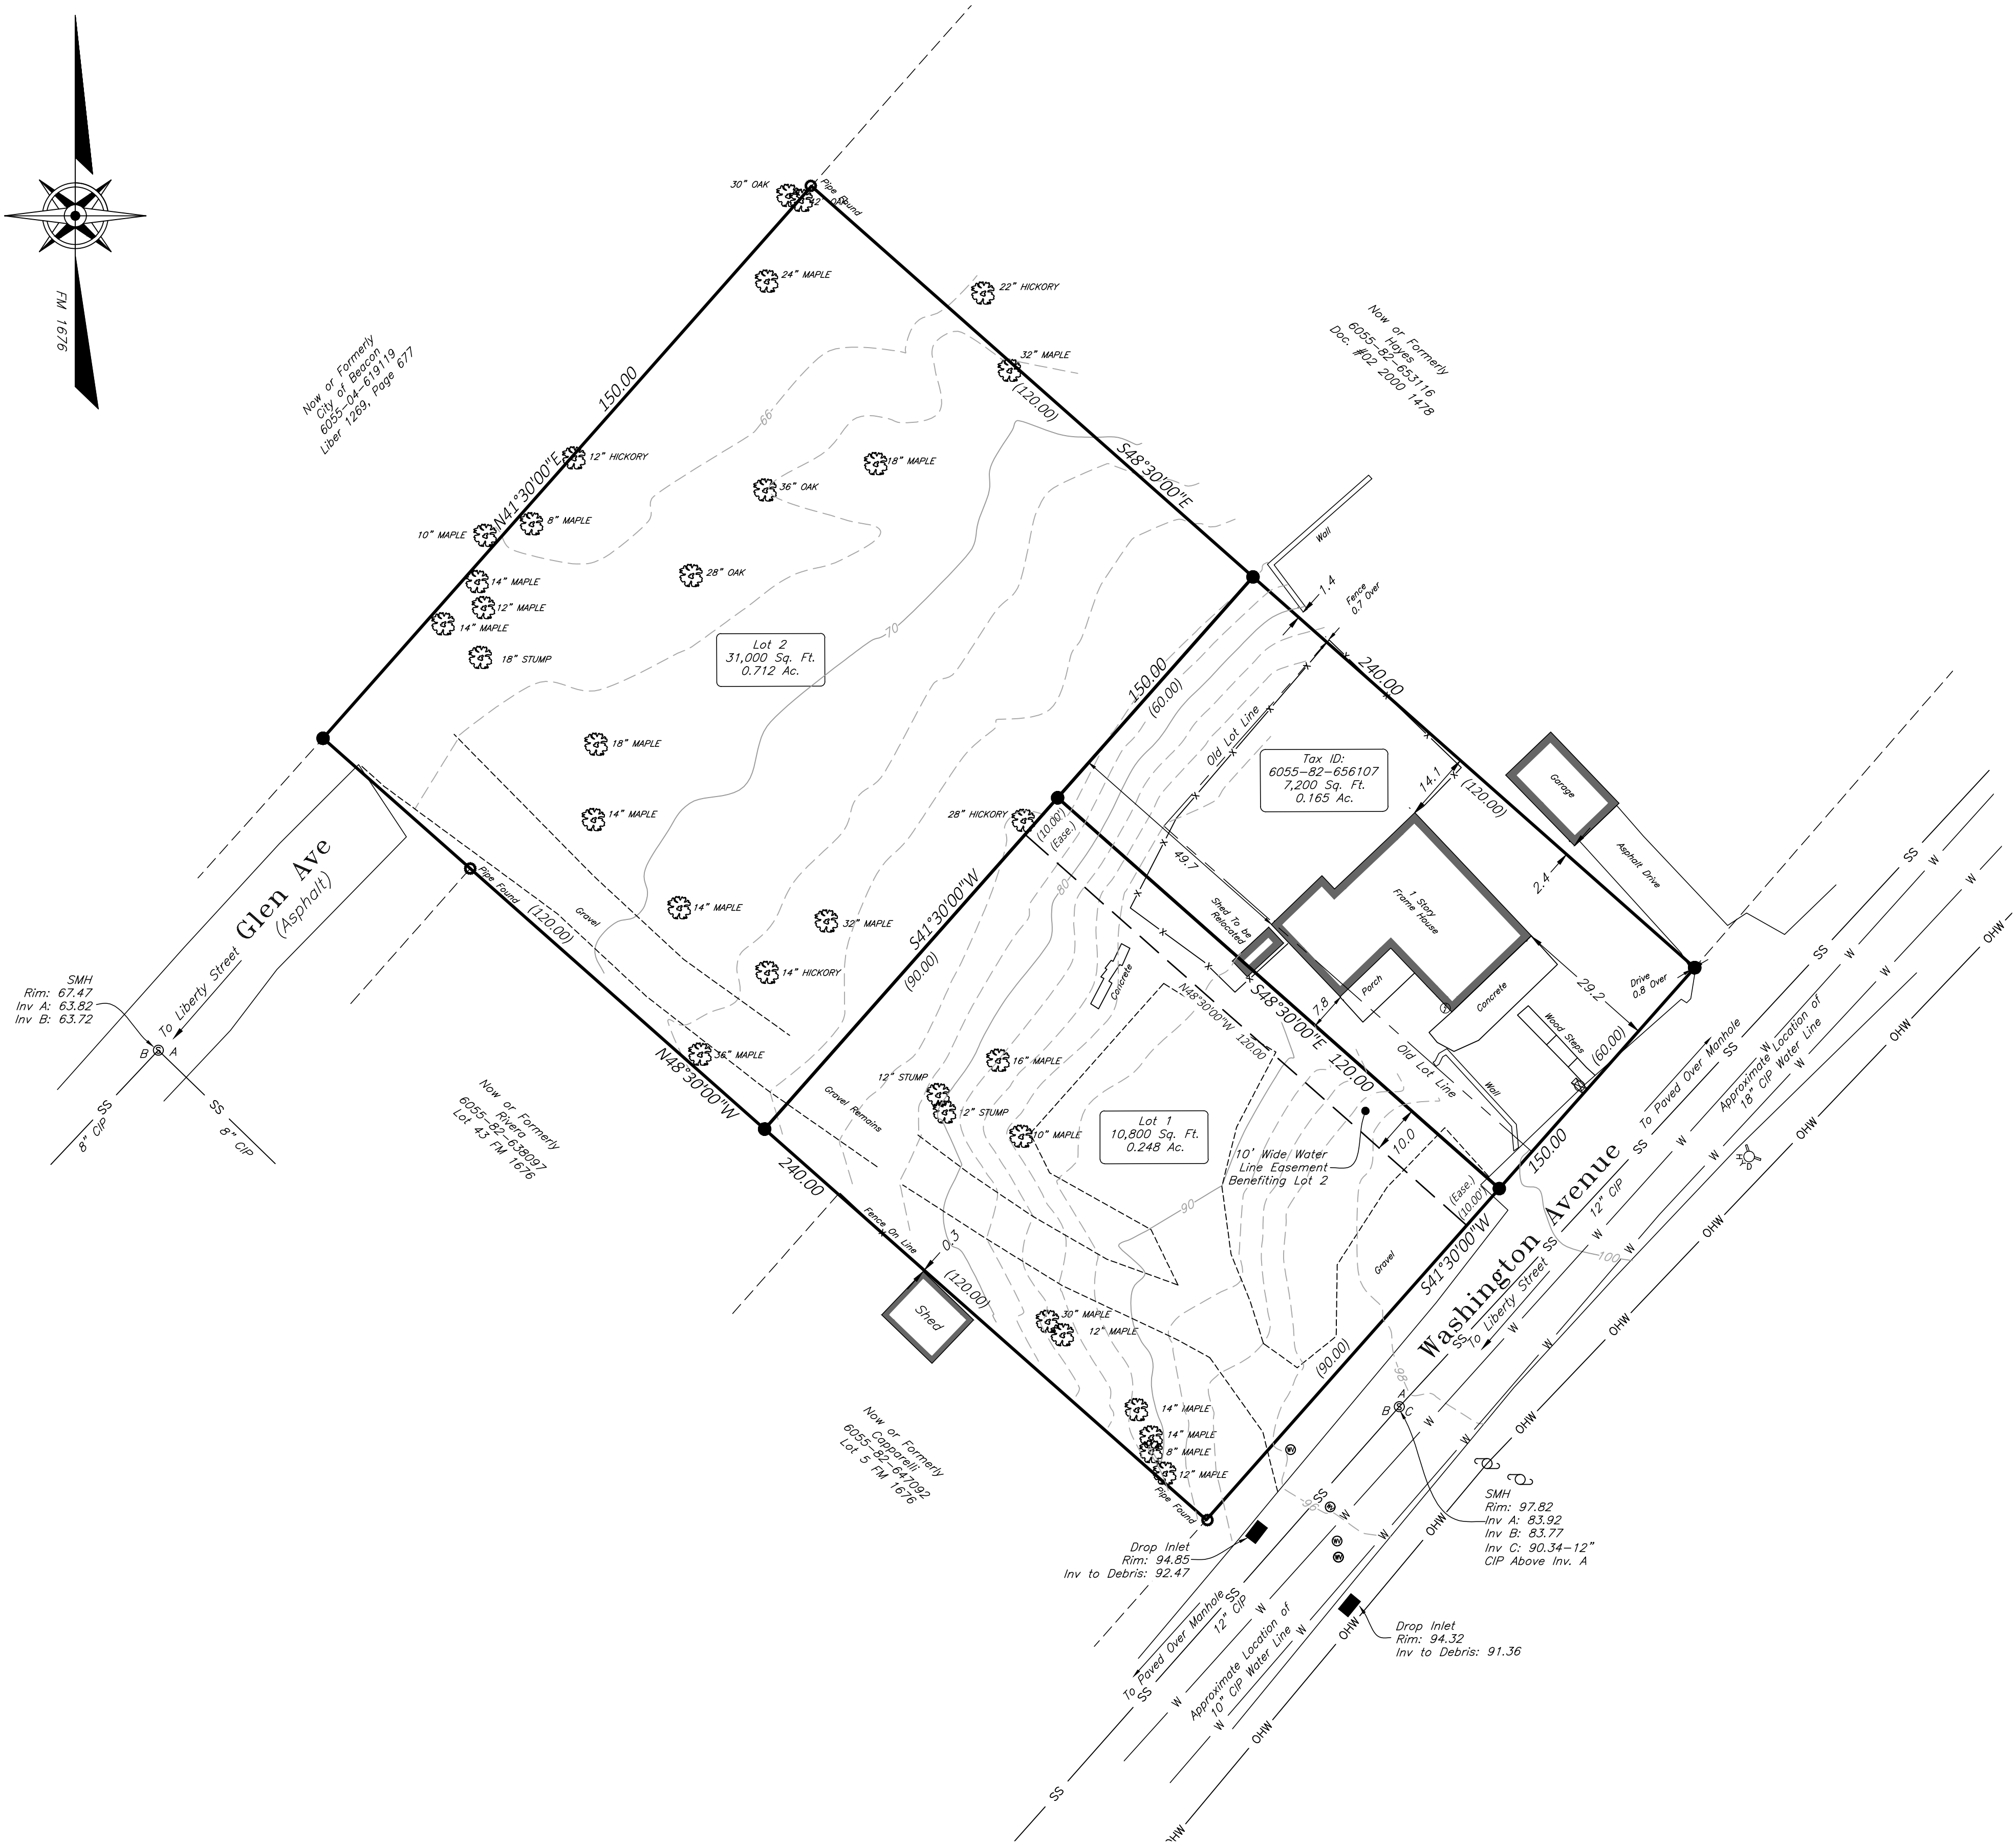 FM 1676
Now or Formerly
City of Beacon
6055-04-619119
Liber 1269, Page 677
30" OAK
42" OAK
Pipe Found
24" MAPLE
22" HICKORY
32" MAPLE
(120.00)
S48°30'00"E
Now or Formerly
Hayes
6055-82-653116
Doc. #02 2000 1478
150.00
N41°30'00"E
66
12" HICKORY
18" MAPLE
36" OAK
10" MAPLE
8" MAPLE
14" MAPLE
12" MAPLE
14" MAPLE
18" STUMP
28" OAK
Lot 2
31,000 Sq. Ft.
0.712 Ac.
70
Wall
1.4
Fence
0.7 Over
240.00
150.00
(60.00)
Old Lot Line
Tax ID:
6055-82-656107
7,200 Sq. Ft.
0.165 Ac.
14.1
(120.00)
Garage
Asphalt Drive
2.4
18" MAPLE
14" MAPLE
28" HICKORY
(10.00')
(Ease.)
80
49.7
1 Story
Frame House
Shed To be
Relocated
Porch
7.8
Concrete
29.2
Drive
0.8 Over
(60.00)
Wood Steps
Wall
Old Lot Line
Glen Ave
(Asphalt)
To Liberty Street
Pipe Found
(120.00)
Gravel
14" MAPLE
32" MAPLE
14" HICKORY
S41°30'00"W
(90.00)
Concrete
N48°30'00"W 120.00
S48°30'00"E 120.00
SMH
Rim: 67.47
Inv A: 63.82
Inv B: 63.72
B
S
A
SS
8" CIP
SS
8" CIP
36" MAPLE
N48°30'00"W
Now or Formerly
Rivera
6055-82-638097
Lot 43 FM 1676
Gravel Remains
16" MAPLE
12" STUMP
12" STUMP
10" MAPLE
Lot 1
10,800 Sq. Ft.
0.248 Ac.
90
10' Wide Water
Line Easement
Benefiting Lot 2
10.0
(Ease.)
(10.00')
150.00
S41°30'00"W
Gravel
240.00
Fence On Line
0.3
(120.00)
Shed
30" MAPLE
12" MAPLE
(90.00)
14" MAPLE
14" MAPLE
8" MAPLE
12" MAPLE
Pipe Found
Now or Formerly
Capparelli
6055-82-647092
Lot 5 FM 1676
Washington Avenue
To Liberty Street
To Paved Over Manhole
SS
12" CIP
Approximate Location of
18" CIP Water Line
W
OHW
HYD
100
98
96
A
B
S
C
WV
WV
WV
WV
SMH
Rim: 97.82
Inv A: 83.92
Inv B: 83.77
Inv C: 90.34-12"
CIP Above Inv. A
Drop Inlet
Rim: 94.85
Inv to Debris: 92.47
Drop Inlet
Rim: 94.32
Inv to Debris: 91.36
To Paved Over Manhole
SS
12" CIP
Approximate Location of
10" CIP Water Line
W
SS
OHW
OHW